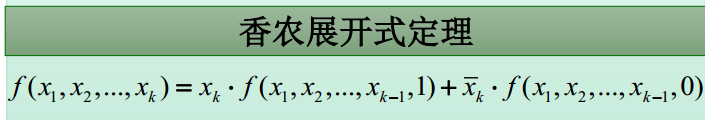 香农展开式定理
f(x₁,x₂,...,xₖ) = xₖ · f(x₁,x₂,...,xₖ₋₁,1) + x̄ₖ · f(x₁,x₂,...,xₖ₋₁,0)